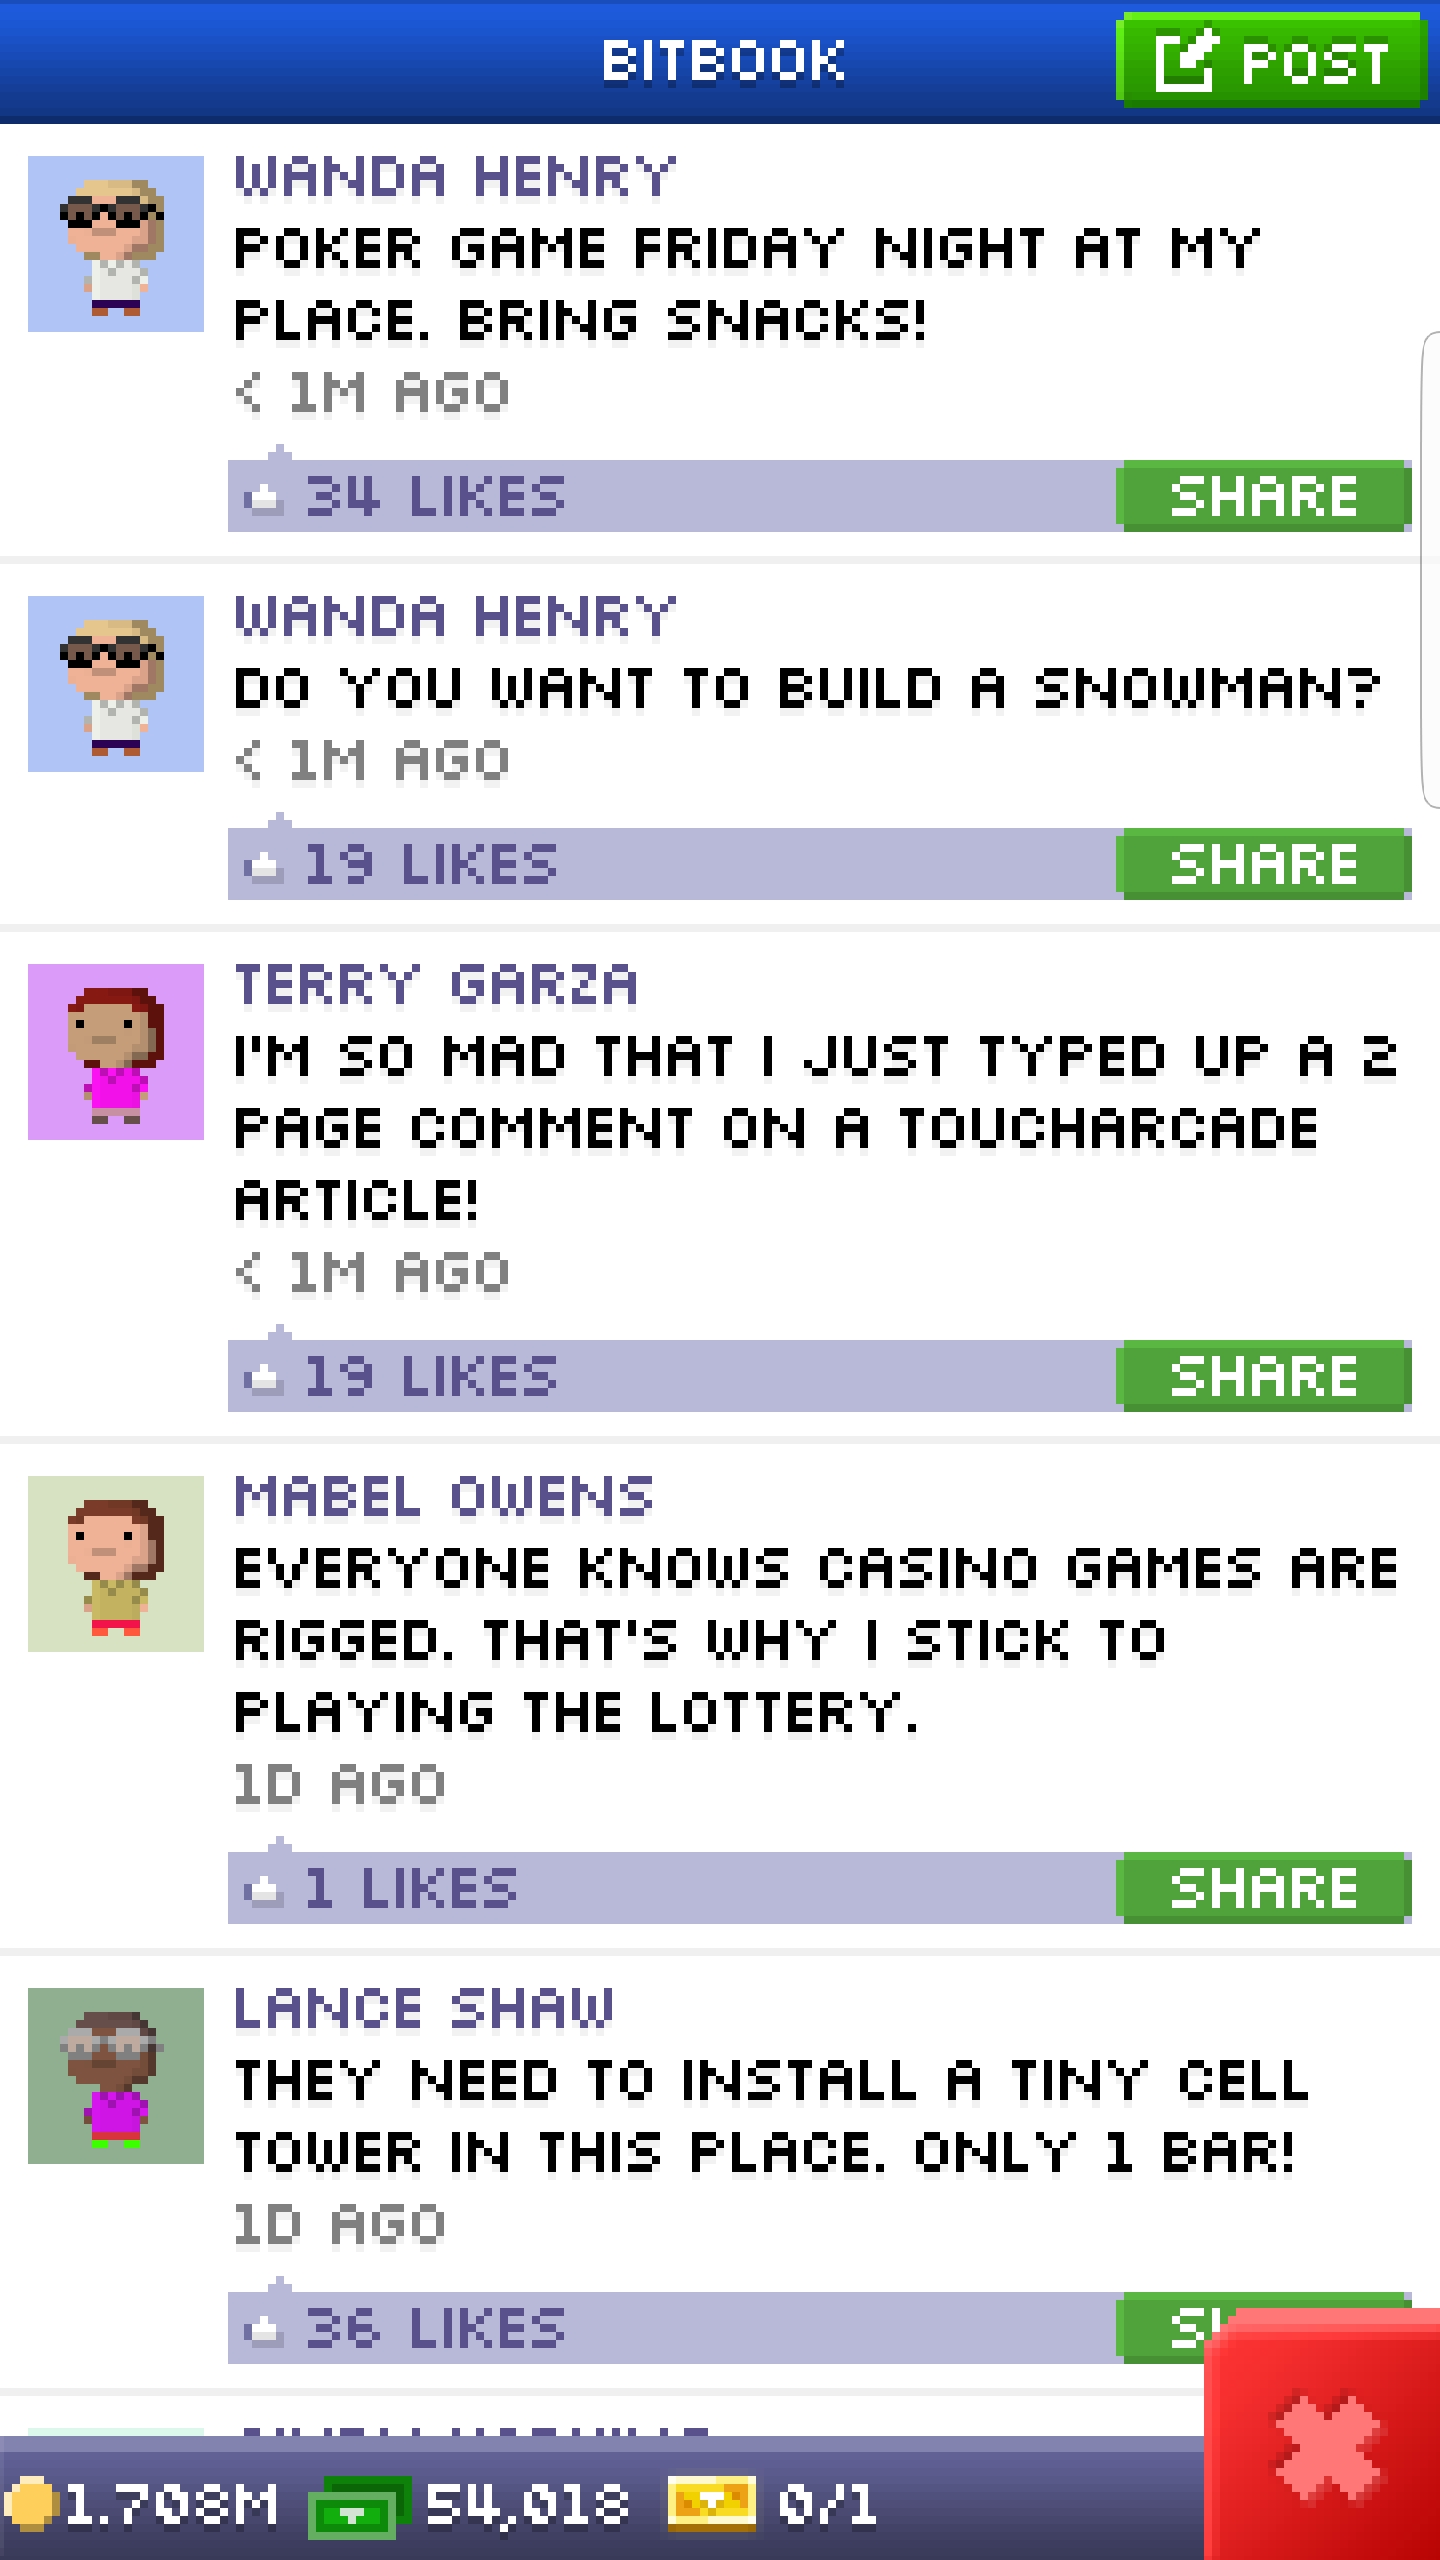 BITBOOK
POST
WANDA HENRY
POKER GAME FRIDAY NIGHT AT MY
PLACE. BRING SNACKS!
< 1M AGO
34 LIKES
SHARE
WANDA HENRY
DO YOU WANT TO BUILD A SNOWMAN?
< 1M AGO
19 LIKES
SHARE
TERRY GARZA
I'M SO MAD THAT I JUST TYPED UP A 2
PAGE COMMENT ON A TOUCHARCADE
ARTICLE!
< 1M AGO
19 LIKES
SHARE
MABEL OWENS
EVERYONE KNOWS CASINO GAMES ARE
RIGGED. THAT'S WHY I STICK TO
PLAYING THE LOTTERY.
1D AGO
1 LIKES
SHARE
LANCE SHAW
THEY NEED TO INSTALL A TINY CELL
TOWER IN THIS PLACE. ONLY 1 BAR!
1D AGO
36 LIKES
1.708M
54,018
0/1